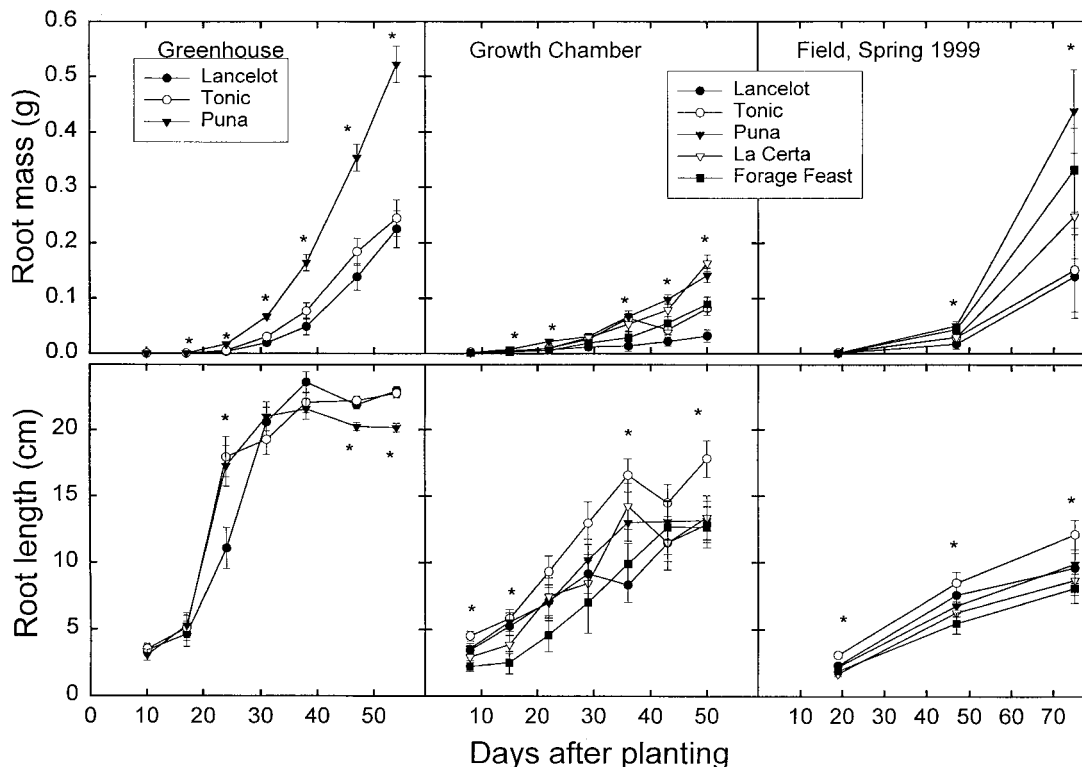 Greenhouse
Lancelot
Tonic
Puna
Growth Chamber
Lancelot
Tonic
Puna
La Certa
Forage Feast
Field, Spring 1999
Root mass (g)
0.6
0.5
0.4
0.3
0.2
0.1
0.0
* * * * * *
* * * * *
* *
Root length (cm)
20
15
10
5
0
* * *
* * * *
* * *
0 10 20 30 40 50
10 20 30 40 50
10 20 30 40 50 60 70
Days after planting